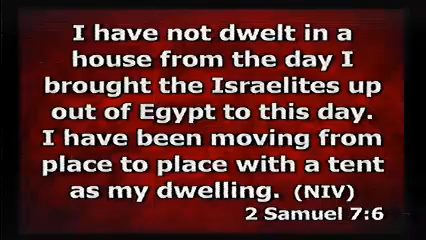 I have not dwelt in a
house from the day I
brought the Israelites up
out of Egypt to this day.
I have been moving from
place to place with a tent
as my dwelling. (NIV)
2 Samuel 7:6